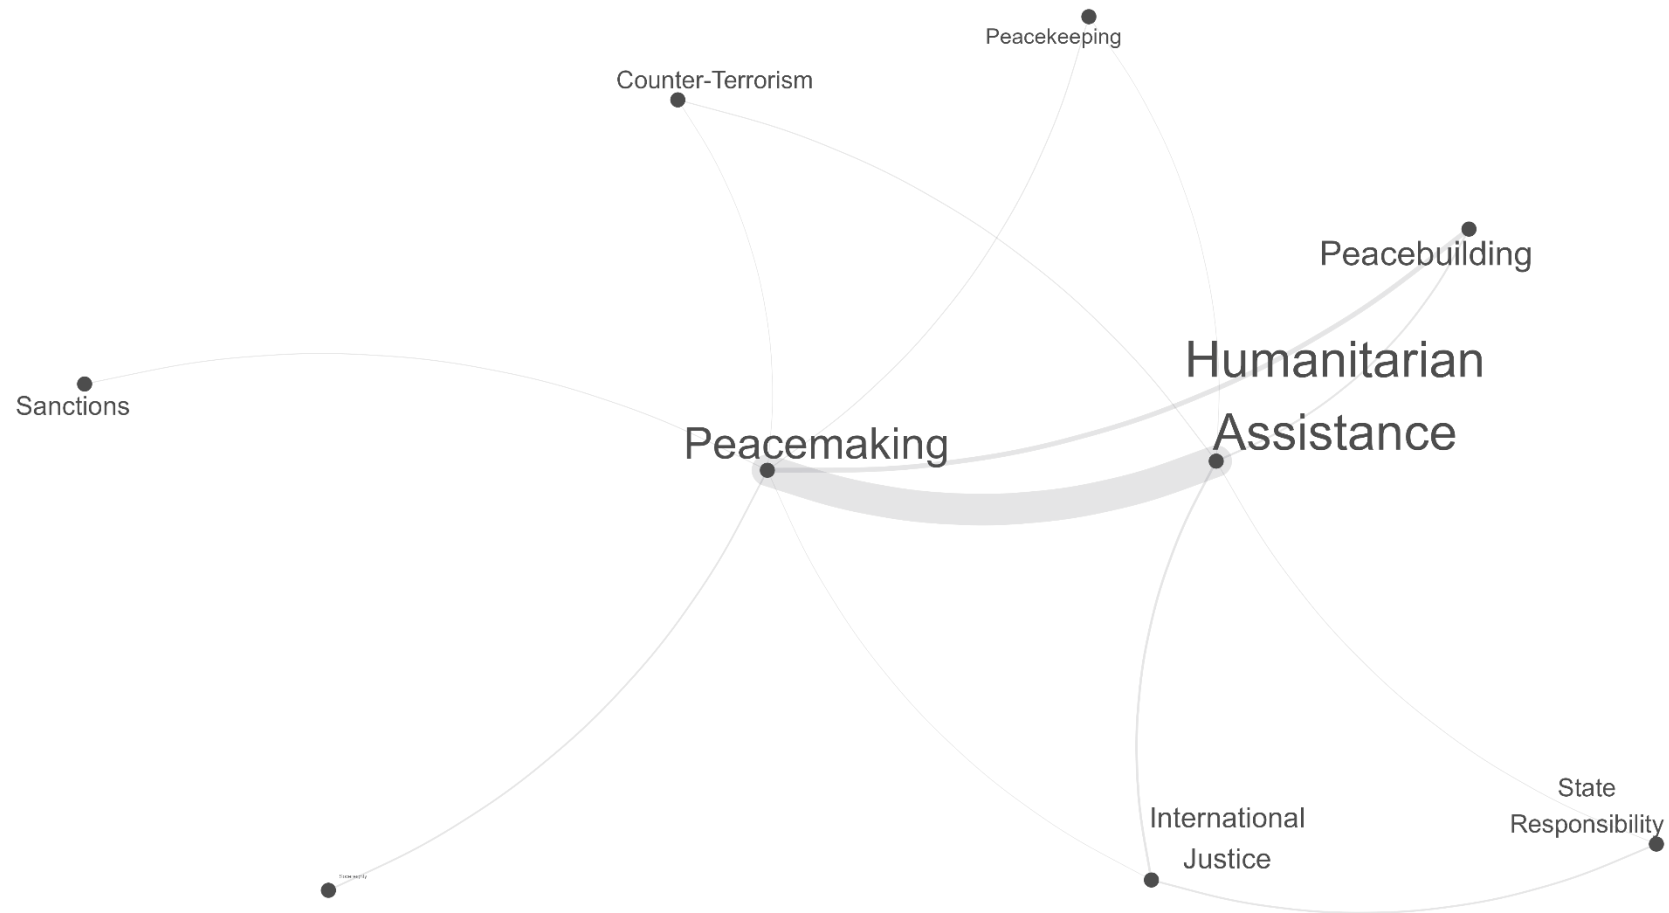 Peacekeeping
Counter-Terrorism
Peacebuilding
Humanitarian
Assistance
Sanctions
Peacemaking
State
Responsibility
International
Justice